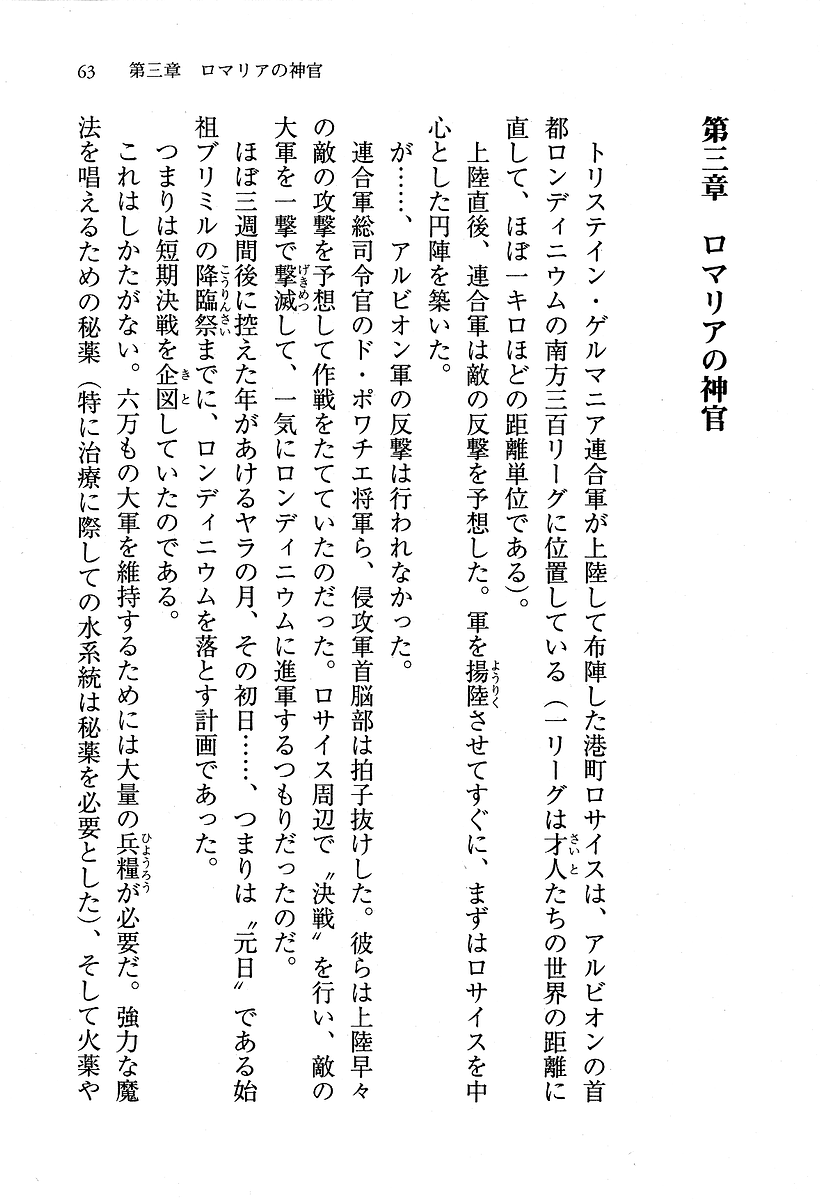 63　第三章　ロマリアの神官
第三章　ロマリアの神官
　トリステイン・ゲルマニア連合軍が上陸して布陣した港町ロサイスは、アルビオンの首
都ロンディニウムの南方三百リーグに位置している（一リーグは才人たちの世界の距離に
直して、ほぼ一キロほどの距離単位である）。
　上陸直後、連合軍は敵の反撃を予想した。軍を揚陸させてすぐに、まずはロサイスを中
心とした円陣を築いた。
　が……、アルビオン軍の反撃は行われなかった。
　連合軍総司令官のド・ポワチエ将軍ら、侵攻軍首脳部は拍子抜けした。彼らは上陸早々
の敵の攻撃を予想して作戦をたてていたのだった。ロサイス周辺で〝決戦〟を行い、敵の
大軍を一撃で撃滅して、一気にロンディニウムに進軍するつもりだったのだ。
　ほぼ三週間後に控えた年があけるヤラの月、その初日……、つまりは〝元日〟である始
祖ブリミルの降臨祭までに、ロンディニウムを落とす計画であった。
　つまりは短期決戦を企図していたのである。
　これはしかたがない。六万もの大軍を維持するためには大量の兵糧が必要だ。強力な魔
法を唱えるための秘薬（特に治療に際しての水系統は秘薬を必要とした）、そして火薬や